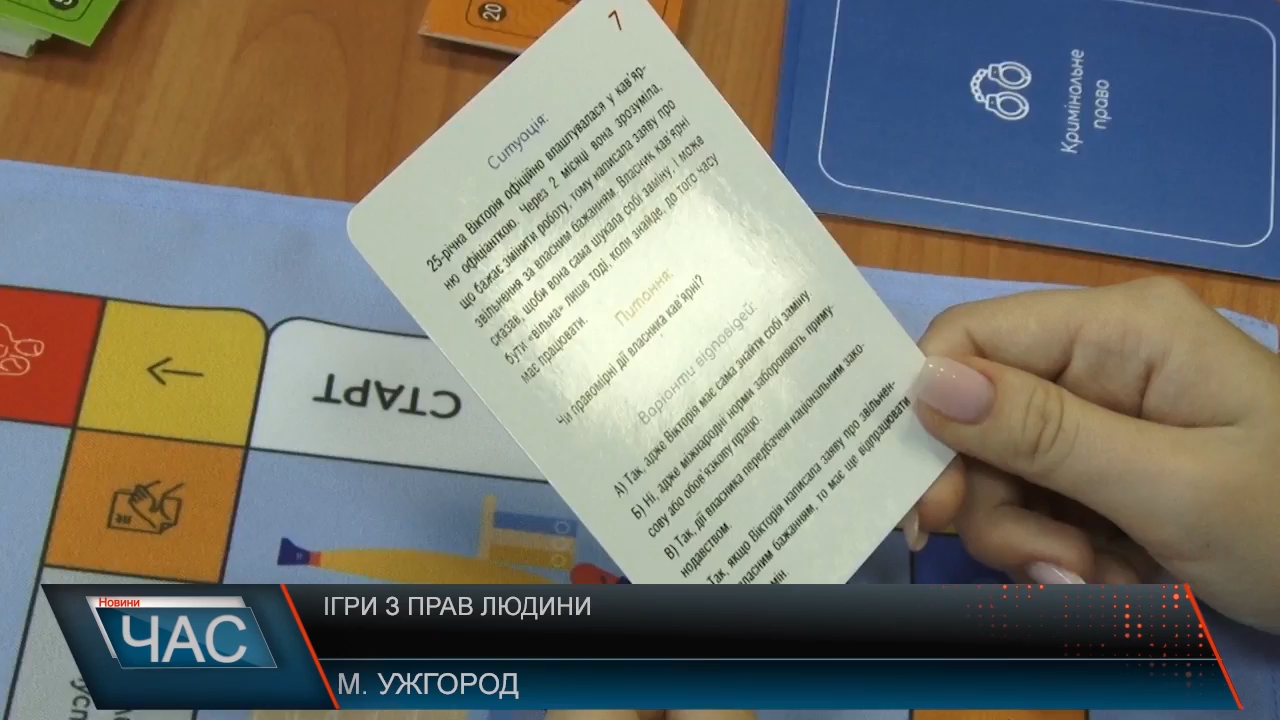 7
Ситуація:
25-річна Вікторія офіційно влаштувалася у кав'яр-
ню офіціанткою. Через 2 місяці вона зрозуміла,
що бажає змінити роботу, тому написала заяву про
звільнення за власним бажанням. Власник кав'ярні
сказав, щоби вона сама шукала собі заміну, і можа
бути «вільна» лише тоді, коли знайде, до того часу
має працювати.
Питання:
Чи правомірні дії власника кав'ярні?
Варіанти відповідей:
А) Так, адже Вікторія має сама знайти собі заміну
Б) Ні, адже міжнародні норми забороняють приму-
сову або обов'язкову працю.
В) Так, дії власника передбачені національним зако-
нодавством.
Так, якщо Вікторія написала заяву про звільнен-
власним бажанням, то має ще відпрацювати
20
Кримінальне
право
СТАРТ
Новини
ЧАС
ІГРИ З ПРАВ ЛЮДИНИ
М. УЖГОРОД